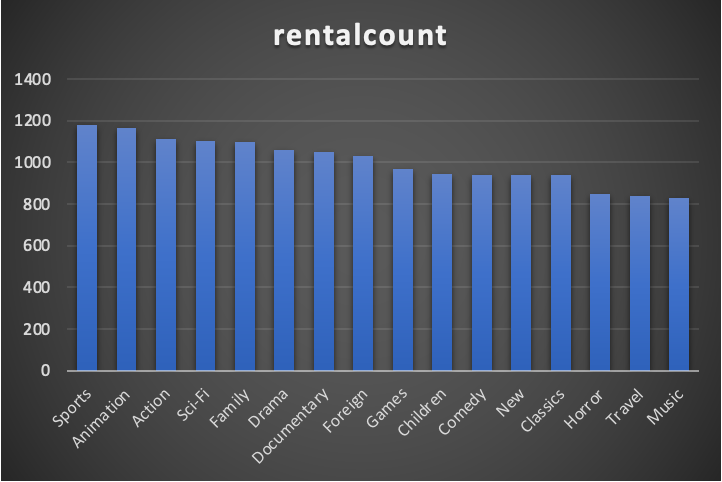 rentalcount
1400
1200
1000
800
600
400
200
0
Sports
Animation
Action
Sci-Fi
Family
Drama
Documentary
Foreign
Games
Children
Comedy
New
Classics
Horror
Travel
Music